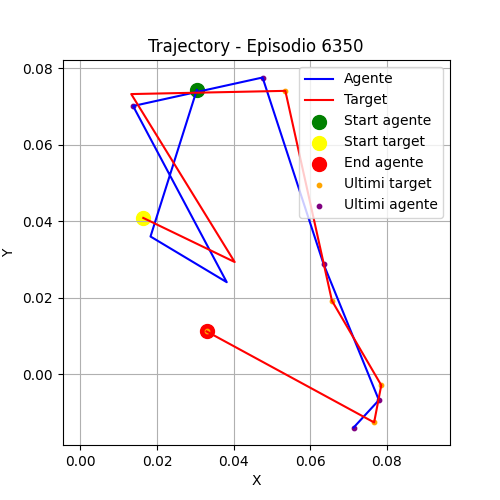 Trajectory - Episodio 6350
Agente
Target
Start agente
Start target
End agente
Ultimi target
Ultimi agente
0.08
0.06
0.04
0.02
0.00
Y
0.00
0.02
0.04
0.06
0.08
X